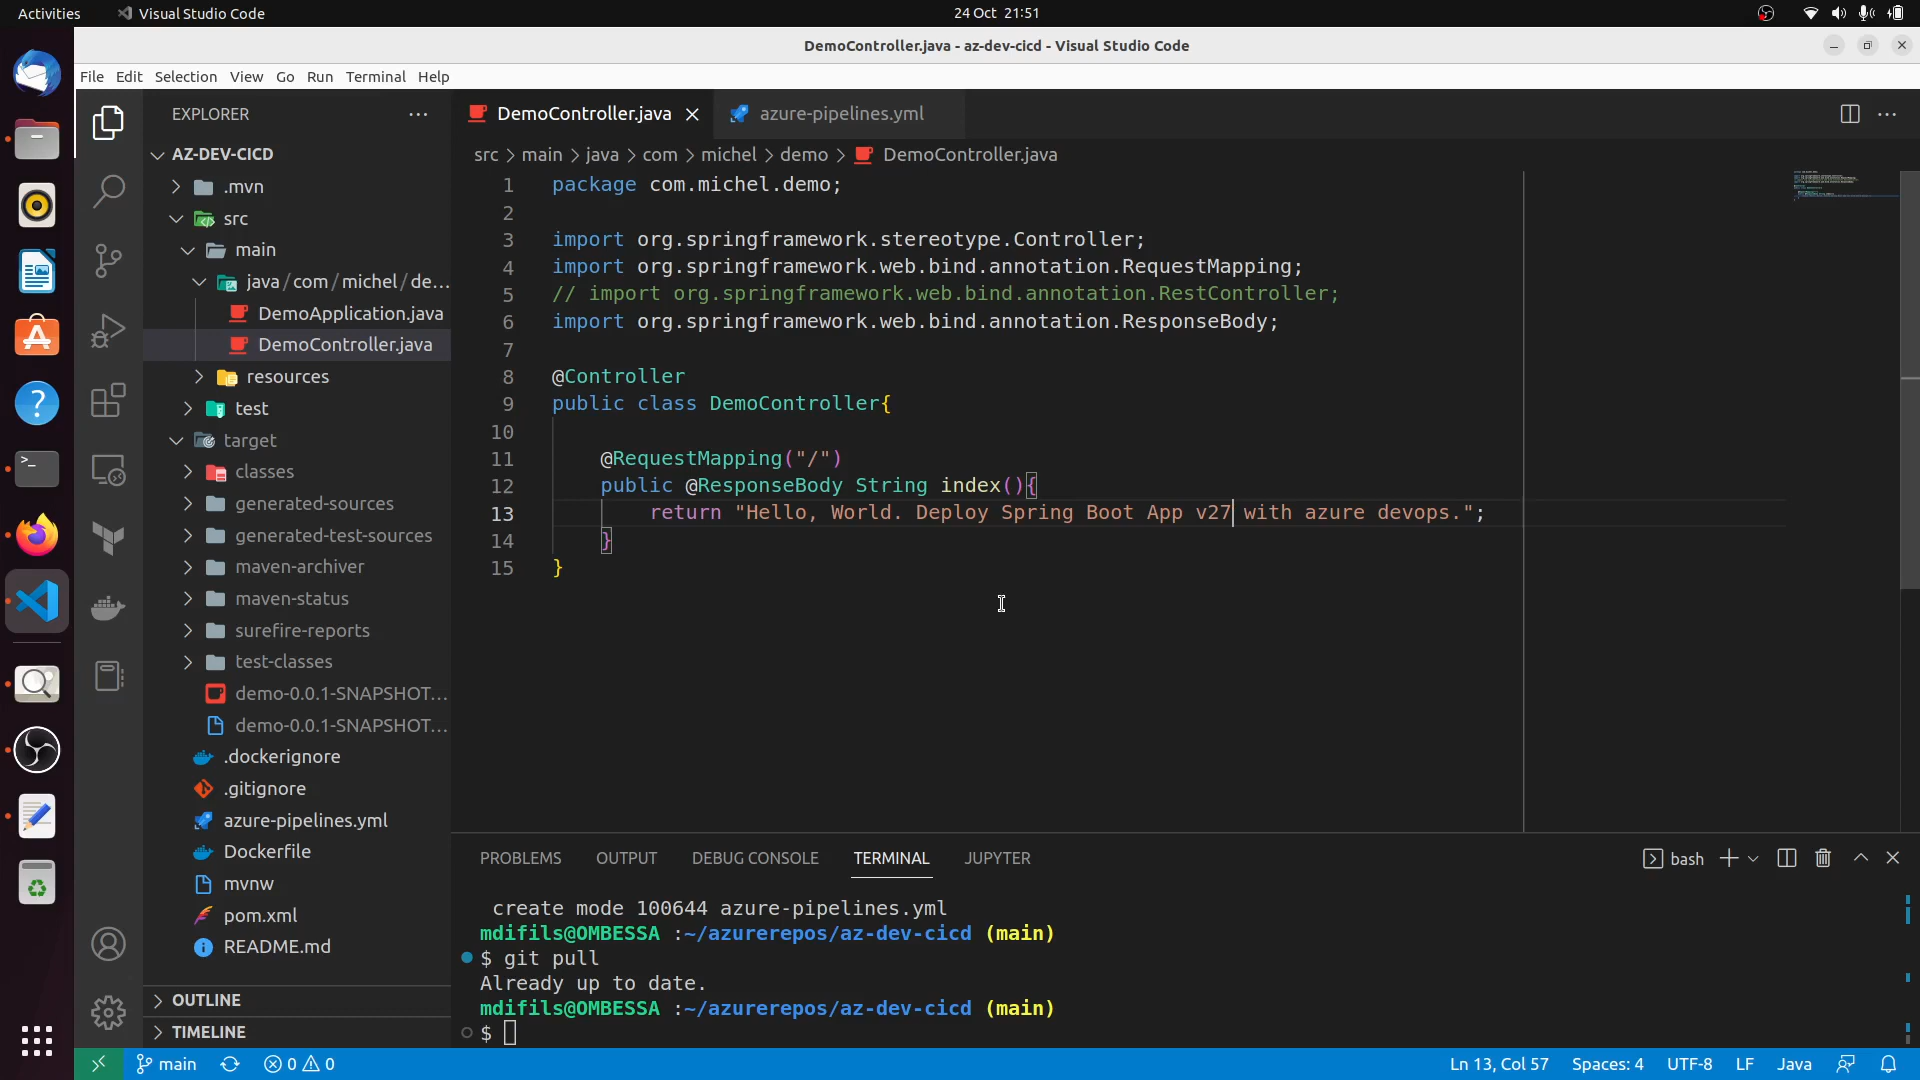 Activities
Visual Studio Code
24 Oct 21:51
DemoController.java - az-dev-cicd - Visual Studio Code
File Edit Selection View Go Run Terminal Help
EXPLORER
AZ-DEV-CICD
.mvn
src
main
java/com/michel/de...
DemoApplication.java
DemoController.java
resources
test
target
classes
generated-sources
generated-test-sources
maven-archiver
maven-status
surefire-reports
test-classes
demo-0.0.1-SNAPSHOT...
demo-0.0.1-SNAPSHOT...
.dockerignore
.gitignore
azure-pipelines.yml
Dockerfile
mvnw
pom.xml
README.md
OUTLINE
TIMELINE
DemoController.java
azure-pipelines.yml
src > main > java > com > michel > demo > DemoController.java
1 package com.michel.demo;
2
3 import org.springframework.stereotype.Controller;
4 import org.springframework.web.bind.annotation.RequestMapping;
5 // import org.springframework.web.bind.annotation.RestController;
6 import org.springframework.web.bind.annotation.ResponseBody;
7
8 @Controller
9 public class DemoController{
10
11 @RequestMapping("/")
12 public @ResponseBody String index(){
13 return "Hello, World. Deploy Spring Boot App v27 with azure devops.";
14 }
15 }
PROBLEMS OUTPUT DEBUG CONSOLE TERMINAL JUPYTER
bash
create mode 100644 azure-pipelines.yml
mdifils@OMBESSA :~/azurerepos/az-dev-cicd (main)
$ git pull
Already up to date.
mdifils@OMBESSA :~/azurerepos/az-dev-cicd (main)
$
main
0 0
Ln 13, Col 57
Spaces: 4
UTF-8
LF
Java